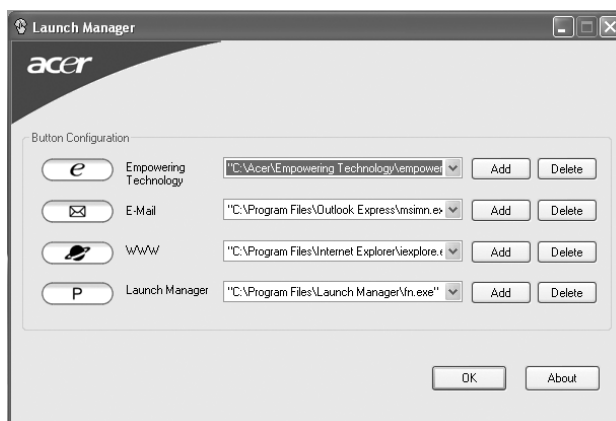 Launch Manager
acer
Button Configuration
e Empowering Technology "C:\Acer\Empowering Technology\empower Add Delete
E-Mail "C:\Program Files\Outlook Express\msimn.ex Add Delete
WWW "C:\Program Files\Internet Explorer\iexplore.e Add Delete
P Launch Manager "C:\Program Files\Launch Manager\fn.exe" Add Delete
OK About